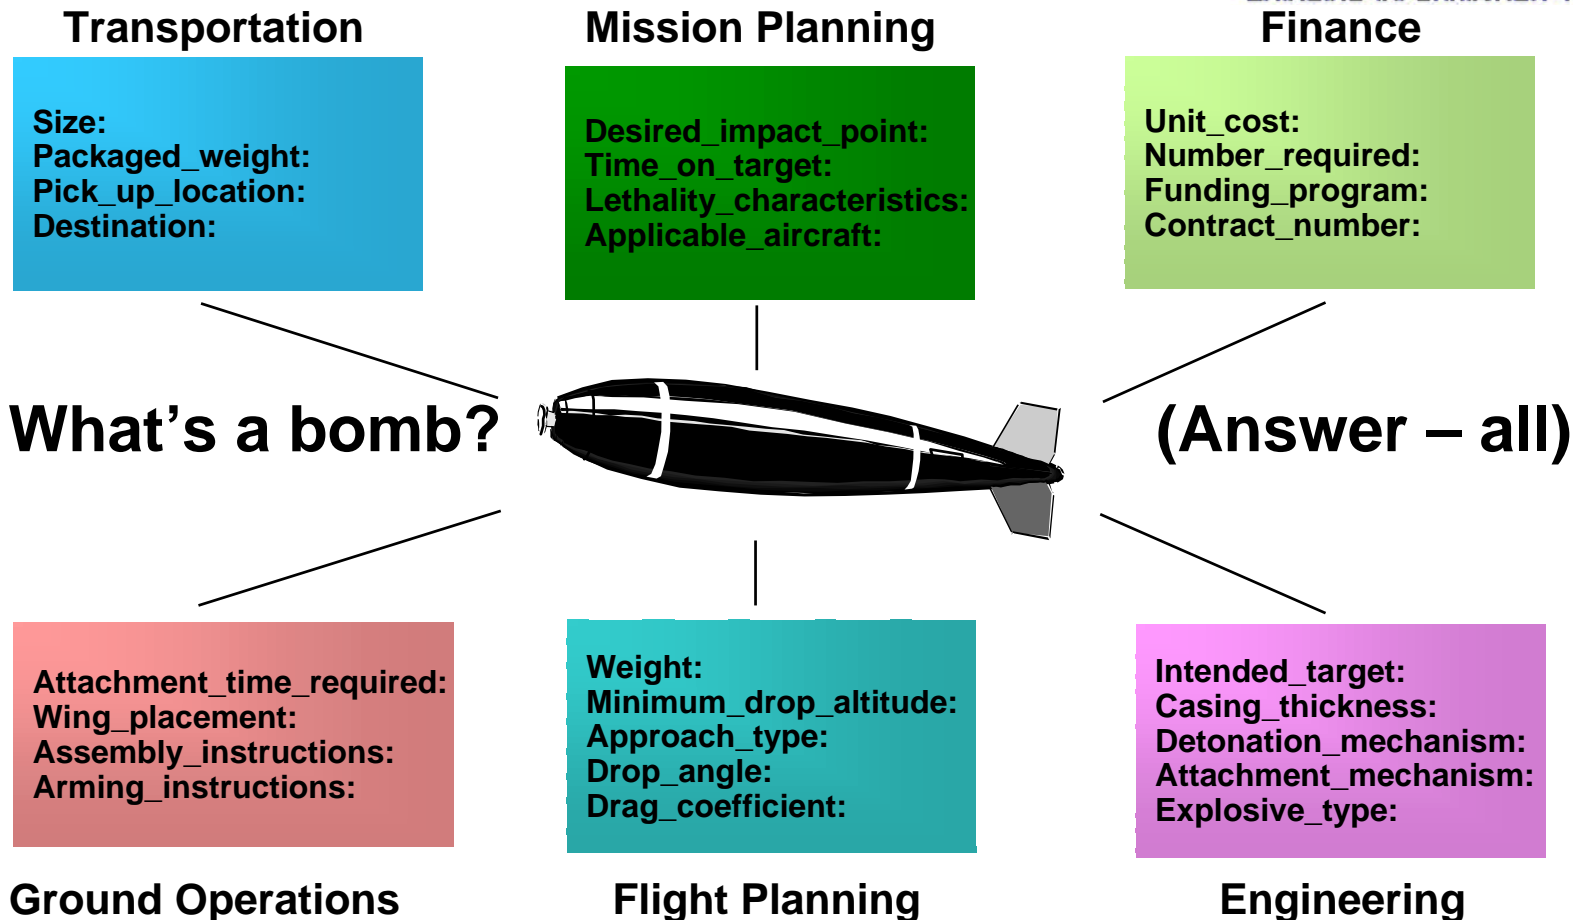 Transportation
Size:
Packaged_weight:
Pick_up_location:
Destination:
Mission Planning
Desired_impact_point:
Time_on_target:
Lethality_characteristics:
Applicable_aircraft:
Finance
Unit_cost:
Number_required:
Funding_program:
Contract_number:
What’s a bomb?
(Answer – all)
Attachment_time_required:
Wing_placement:
Assembly_instructions:
Arming_instructions:
Ground Operations
Weight:
Minimum_drop_altitude:
Approach_type:
Drop_angle:
Drag_coefficient:
Flight Planning
Intended_target:
Casing_thickness:
Detonation_mechanism:
Attachment_mechanism:
Explosive_type:
Engineering